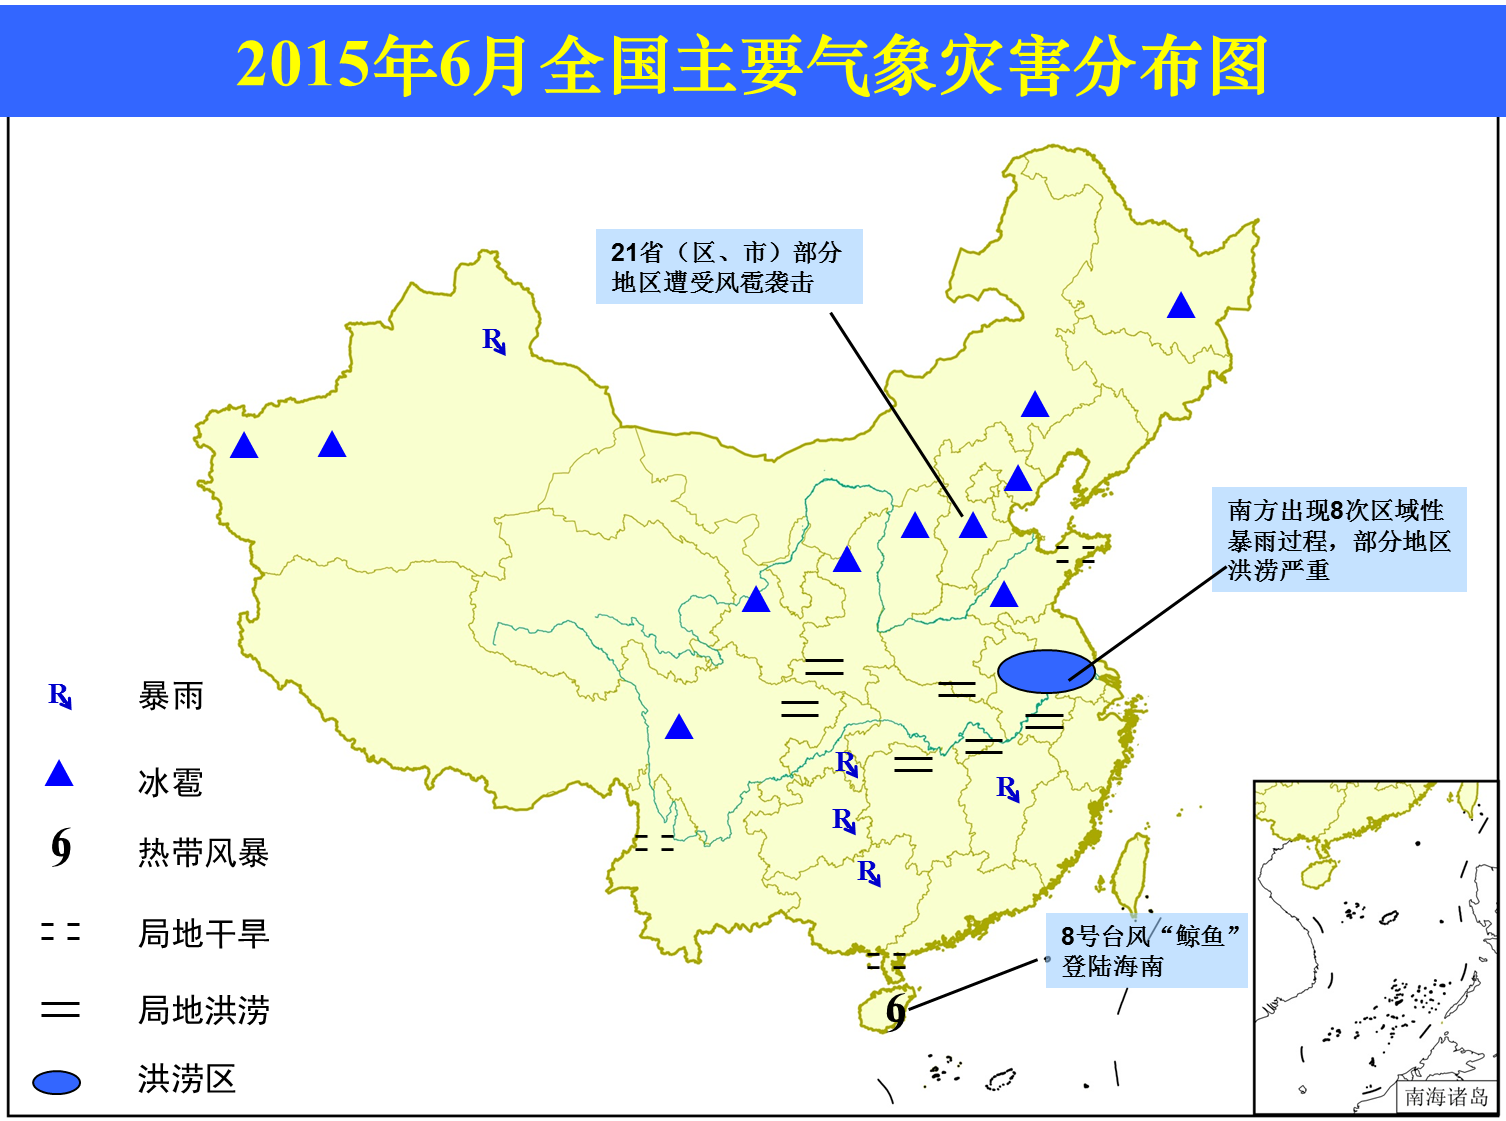 2015年6月全国主要气象灾害分布图
21省（区、市）部分
地区遭受风雹袭击
南方出现8次区域性
暴雨过程，部分地区
洪涝严重
8号台风“鲸鱼”
登陆海南
R 暴雨
冰雹
热带风暴
局地干旱
局地洪涝
洪涝区
R
R
R
R
R
南海诸岛